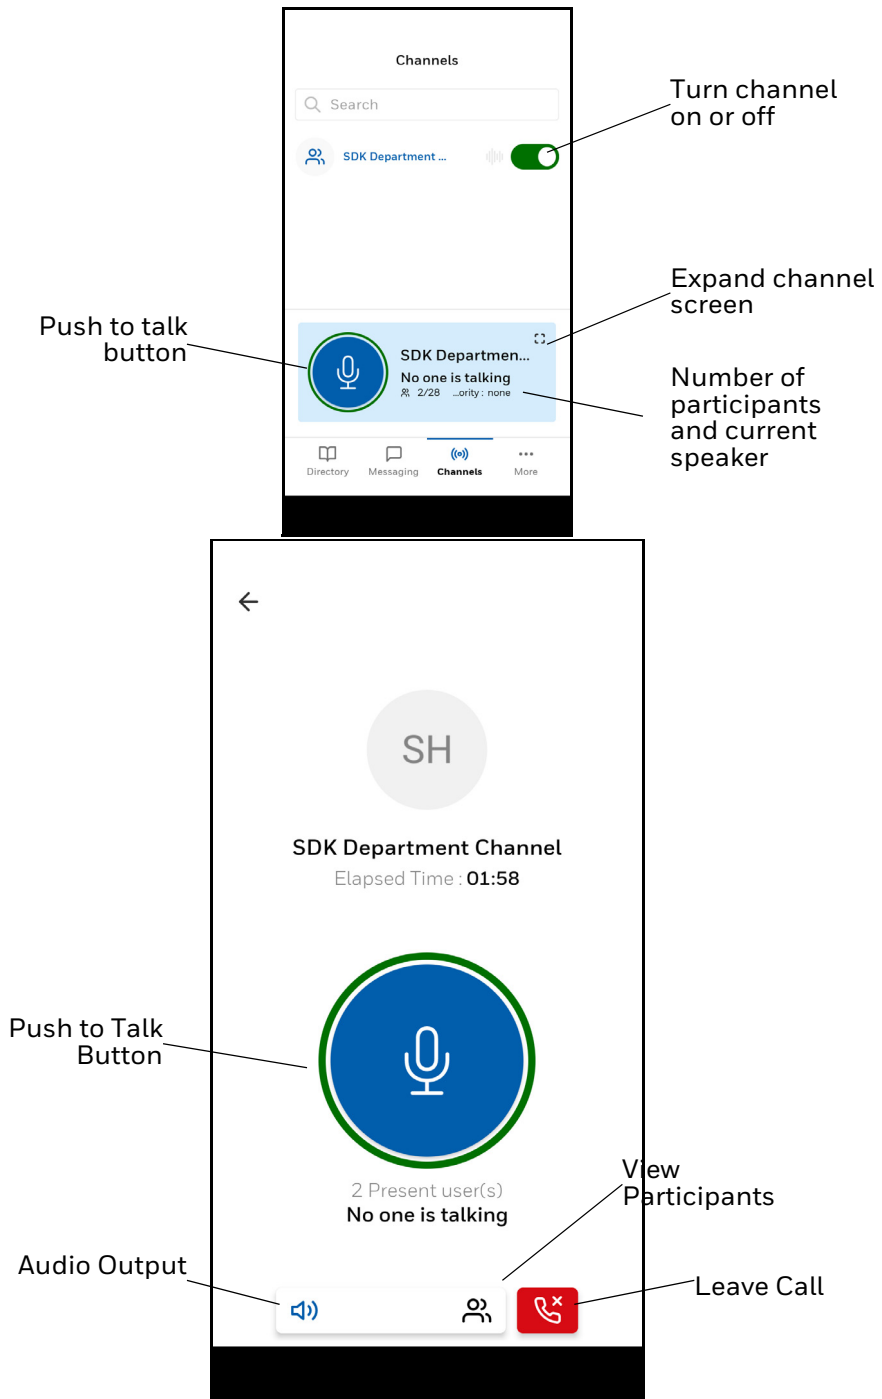 Channels
Search
Turn channel
on or off
SDK Department ...
Expand channel
screen
Push to talk
button
SDK Departmen...
No one is talking
2/28 ...ority : none
Number of
participants
and current
speaker
Directory Messaging Channels More
SH
SDK Department Channel
Elapsed Time : 01:58
Push to Talk
Button
2 Present user(s)
No one is talking
View
Participants
Audio Output
Leave Call